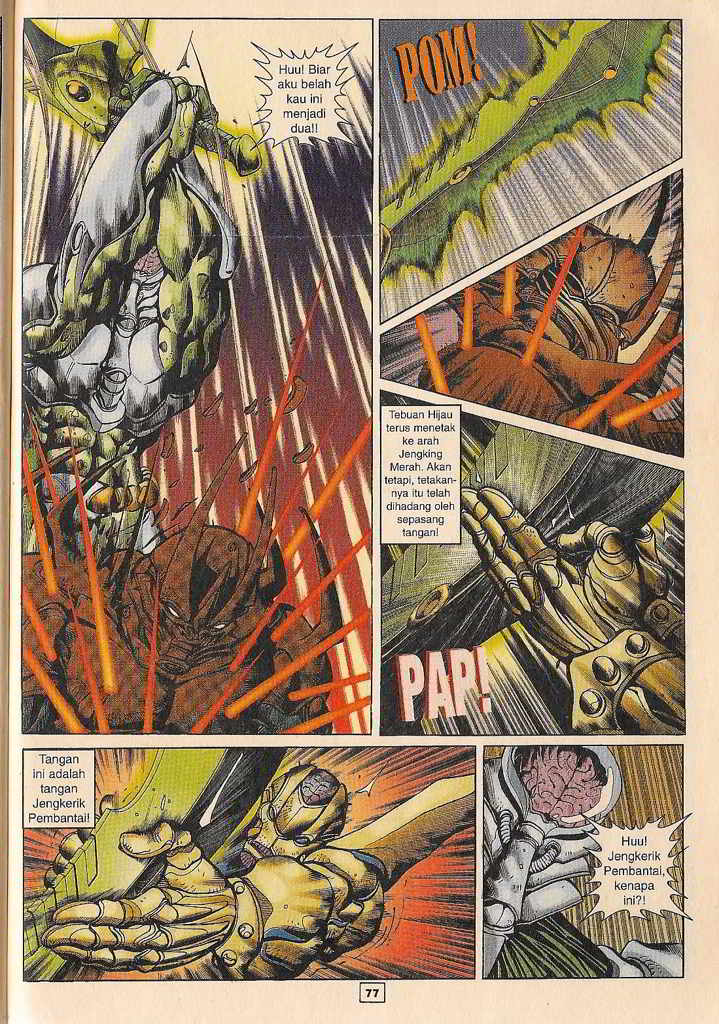 Huu! Biar
aku belah
kau ini
menjadi
dua!!
POM!
Tebuan Hijau
terus menetak
ke arah
Jengking
Merah. Akan
tetapi, tetakan-
nya itu telah
dihadang oleh
sepasang
tangan!
PAP!
Tangan
ini adalah
tangan
Jengkerik
Pembantai!
Huu!
Jengkerik
Pembantai,
kenapa
ini?!
77